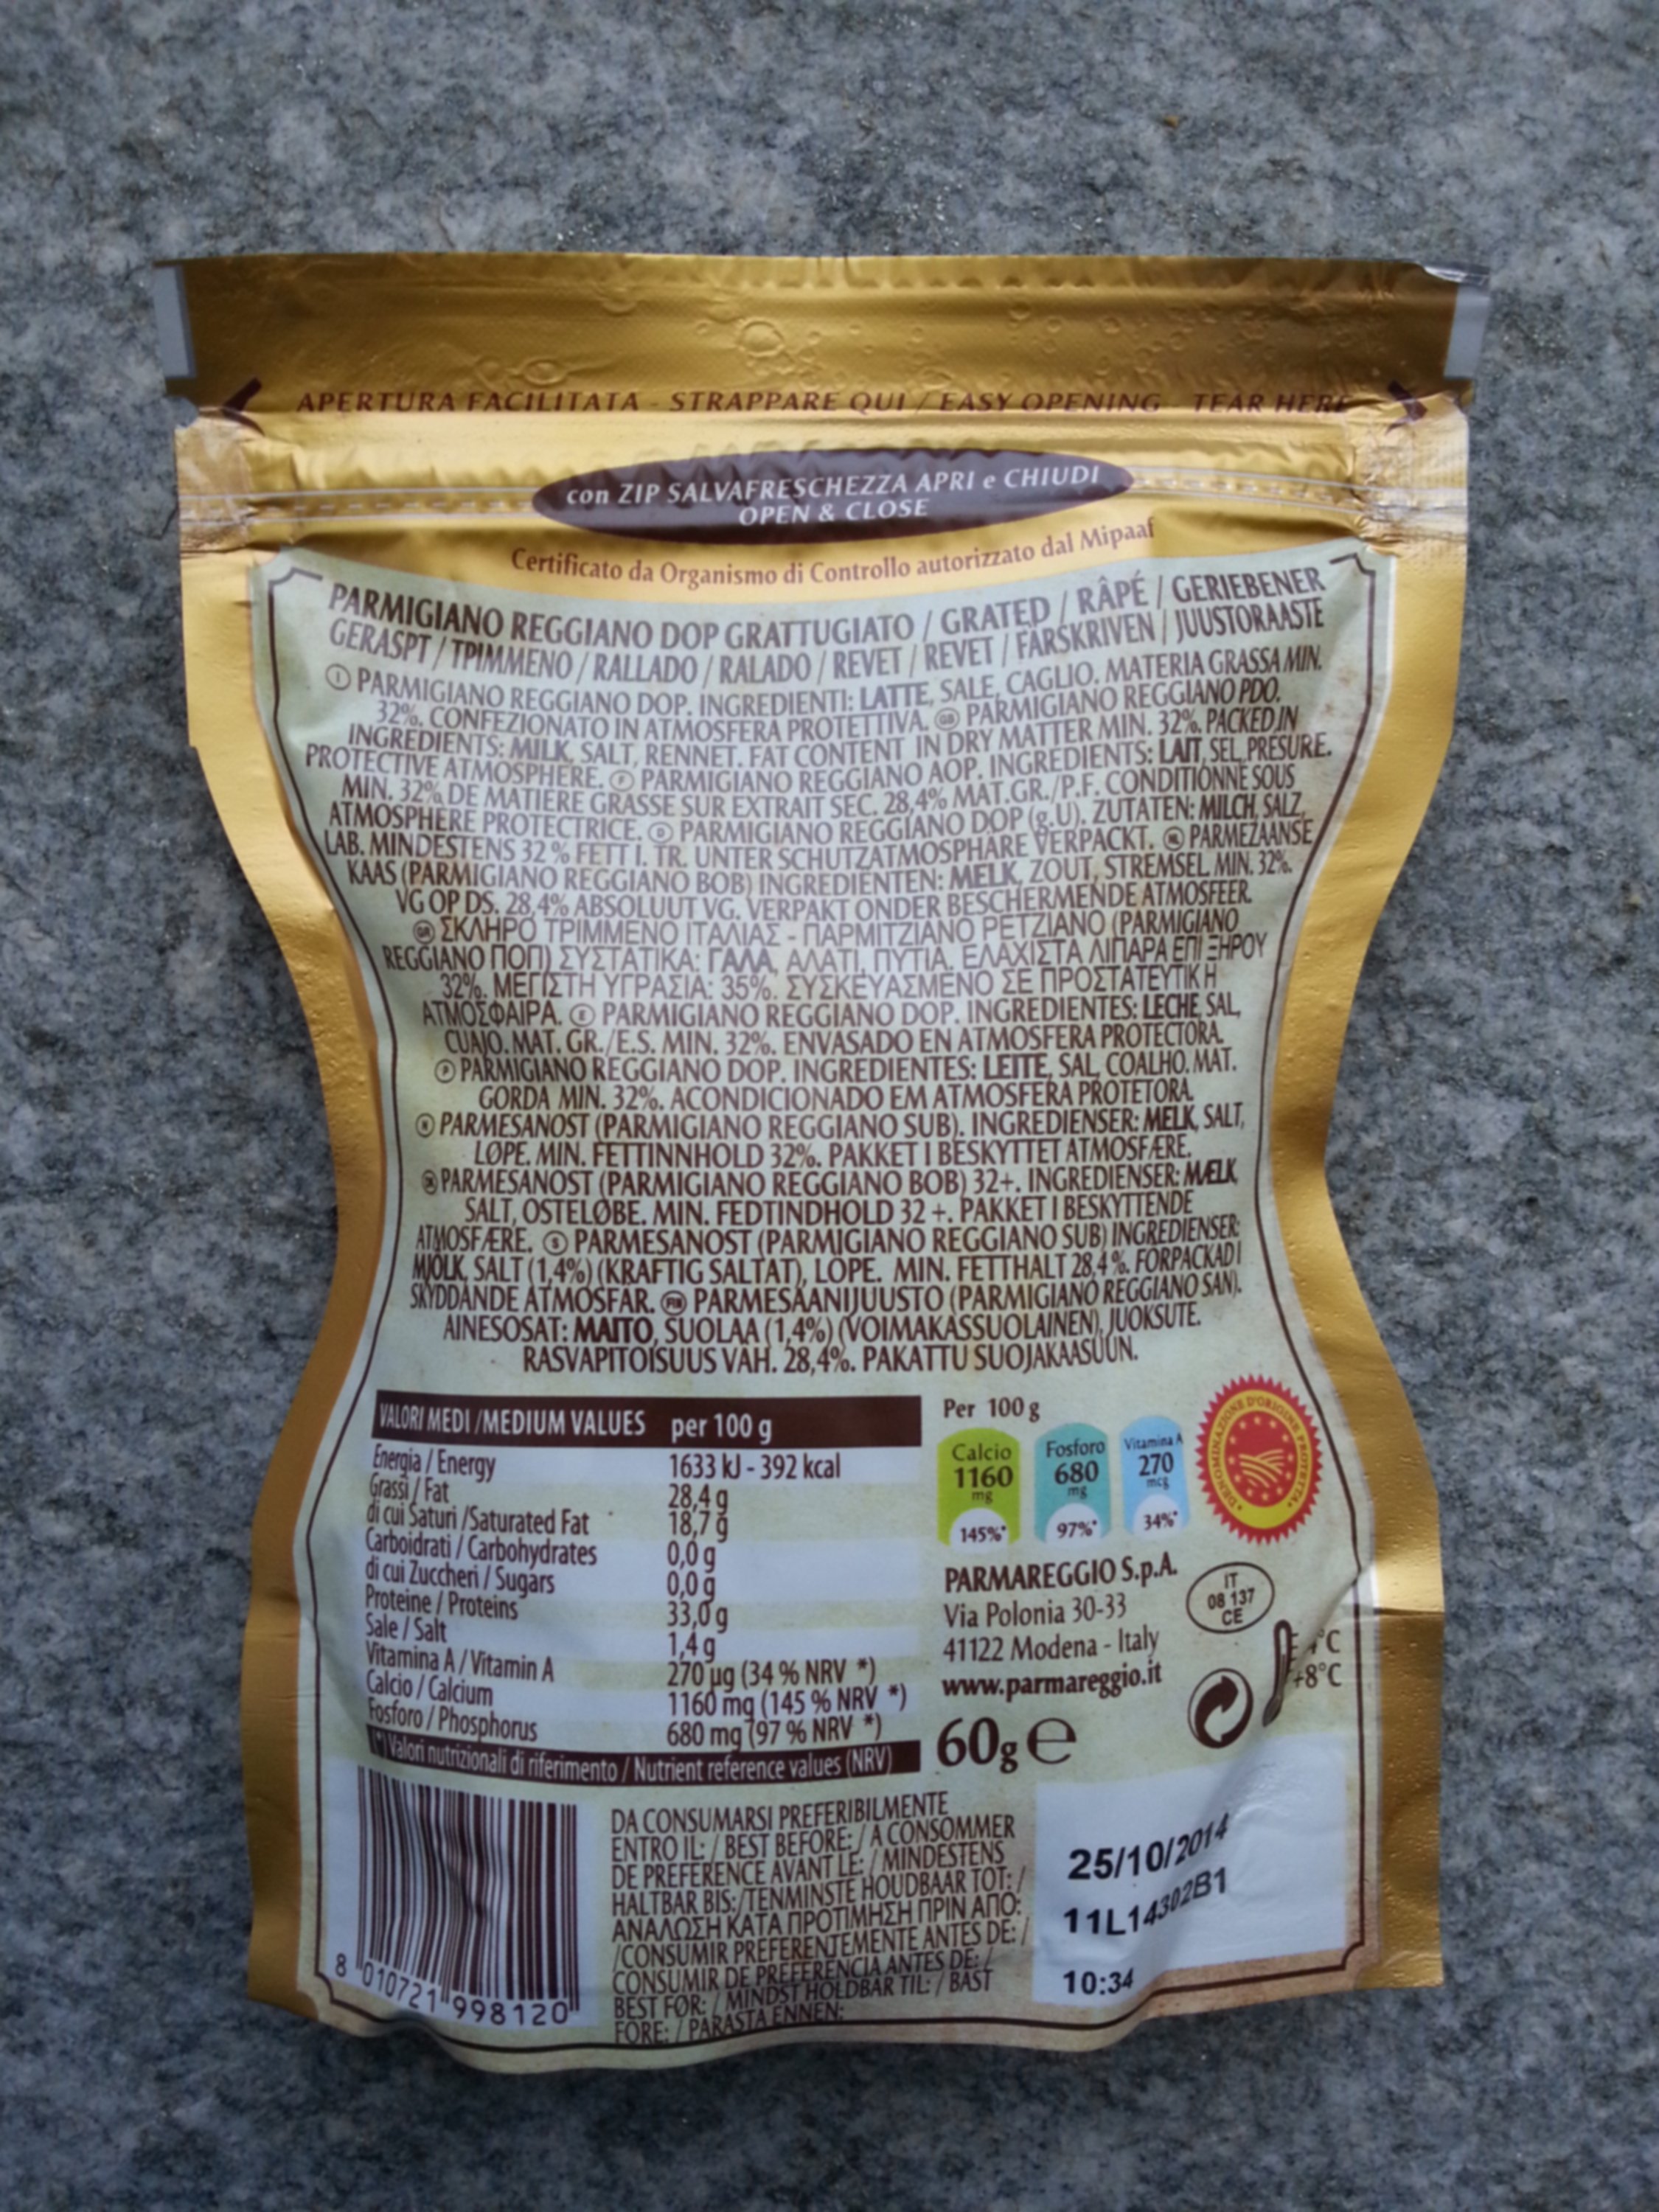 APERTURA FACILITATA - STRAPPARE QUI / EASY OPENING - TEAR HERE
con ZIP SALVAFRESCHEZZA APRI e CHIUDI
OPEN & CLOSE
Certificato da Organismo di Controllo autorizzato dal Mipaaf
PARMIGIANO REGGIANO DOP GRATTUGIATO / GRATED / RÂPÉ / GERIEBENER
GERASPT / ΤΡΙΜΜΕΝΟ / RALLADO / RALADO / REVET / REVET / FÄRSKRIVEN / JUUSTORAASTE
I PARMIGIANO REGGIANO DOP. INGREDIENTI: LATTE, SALE, CAGLIO. MATERIA GRASSA MIN.
32%. CONFEZIONATO IN ATMOSFERA PROTETTIVA. GB PARMIGIANO REGGIANO PDO.
INGREDIENTS: MILK, SALT, RENNET. FAT CONTENT IN DRY MATTER MIN. 32%. PACKED IN
PROTECTIVE ATMOSPHERE. F PARMIGIANO REGGIANO AOP. INGREDIENTS: LAIT, SEL, PRESURE.
MIN. 32% DE MATIERE GRASSE SUR EXTRAIT SEC. 28,4% MAT.GR./P.F. CONDITIONNE SOUS
ATMOSPHERE PROTECTRICE. D PARMIGIANO REGGIANO DOP (g.U). ZUTATEN: MILCH, SALZ,
LAB. MINDESTENS 32 % FETT I. TR. UNTER SCHUTZATMOSPHÄRE VERPACKT. NL PARMEZAANSE
KAAS (PARMIGIANO REGGIANO BOB) INGREDIENTEN: MELK, ZOUT, STREMSEL. MIN. 32%.
VG OP DS. 28,4% ABSOLUUT VG. VERPAKT ONDER BESCHERMENDE ATMOSFEER.
GR ΣΚΛΗΡΟ ΤΡΙΜΜΕΝΟ ΙΤΑΛΙΑΣ - ΠΑΡΜΙΤΖΙΑΝΟ ΡΕΤΖΙΑΝΟ (PARMIGIANO
REGGIANO ΠΟΠ) ΣΥΣΤΑΤΙΚΑ: ΓΑΛΑ, ΑΛΑΤΙ, ΠΥΤΙΑ. ΕΛΑΧΙΣΤΑ ΛΙΠΑΡΑ ΕΠΙ ΞΗΡΟΥ
32%. ΜΕΓΙΣΤΗ ΥΓΡΑΣΙΑ: 35%. ΣΥΣΚΕΥΑΣΜΕΝΟ ΣΕ ΠΡΟΣΤΑΤΕΥΤΙΚΗ
ΑΤΜΟΣΦΑΙΡΑ. E PARMIGIANO REGGIANO DOP. INGREDIENTES: LECHE, SAL,
CUAJO. MAT. GR./E.S. MIN. 32%. ENVASADO EN ATMOSFERA PROTECTORA.
P PARMIGIANO REGGIANO DOP. INGREDIENTES: LEITE, SAL, COALHO. MAT.
GORDA MIN. 32%. ACONDICIONADO EM ATMOSFERA PROTETORA.
N PARMESANOST (PARMIGIANO REGGIANO SUB). INGREDIENSER: MELK, SALT,
LØPE. MIN. FETTINNHOLD 32%. PAKKET I BESKYTTET ATMOSFÆRE.
DK PARMESANOST (PARMIGIANO REGGIANO BOB) 32+. INGREDIENSER: MÆLK,
SALT, OSTELØBE. MIN. FEDTINDHOLD 32 +. PAKKET I BESKYTTENDE
ATMOSFÆRE. S PARMESANOST (PARMIGIANO REGGIANO SUB) INGREDIENSER:
MJÖLK, SALT (1,4%) (KRAFTIG SALTAT), LÖPE. MIN. FETTHALT 28,4 %. FÖRPACKAD I
SKYDDANDE ATMOSFÄR. FIN PARMESAANIJUUSTO (PARMIGIANO REGGIANO SAN).
AINESOSAT: MAITO, SUOLAA (1,4%) (VOIMAKASSUOLAINEN), JUOKSUTE.
RASVAPITOISUUS VÄH. 28,4%. PAKATTU SUOJAKAASUUN.
VALORI MEDI /MEDIUM VALUES per 100 g
Energia / Energy 1633 kJ - 392 kcal
Grassi / Fat 28,4 g
di cui Saturi /Saturated Fat 18,7 g
Carboidrati / Carbohydrates 0,0 g
di cui Zuccheri / Sugars 0,0 g
Proteine / Proteins 33,0 g
Sale / Salt 1,4 g
Vitamina A / Vitamin A 270 µg (34 % NRV *)
Calcio / Calcium 1160 mg (145 % NRV *)
Fosforo / Phosphorus 680 mg (97 % NRV *)
(*) Valori nutrizionali di riferimento / Nutrient reference values (NRV)
Per 100 g
Calcio 1160 mg 145%*
Fosforo 680 mg 97%*
Vitamina A 270 mcg 34%*
DENOMINAZIONE D'ORIGINE PROTETTA
PARMAREGGIO S.p.A.
Via Polonia 30-33
41122 Modena - Italy
www.parmareggio.it
IT
08 137
CE
+8°C
60g e
DA CONSUMARSI PREFERIBILMENTE
ENTRO IL: / BEST BEFORE: / A CONSOMMER
DE PREFERENCE AVANT LE: / MINDESTENS
HALTBAR BIS:/TENMINSTE HOUDBAAR TOT: /
ΑΝΑΛΩΣΗ ΚΑΤΑ ΠΡΟΤΙΜΗΣΗ ΠΡΙΝ ΑΠΟ:
/CONSUMIR PREFERENTEMENTE ANTES DE: /
CONSUMIR DE PREFERENCIA ANTES DE: /
BEST FØR: / MINDST HOLDBAR TIL: / BÄST
FÖRE: / PARASTA ENNEN:
25/10/2014
11L14302B1
10:34
8 010721 998120